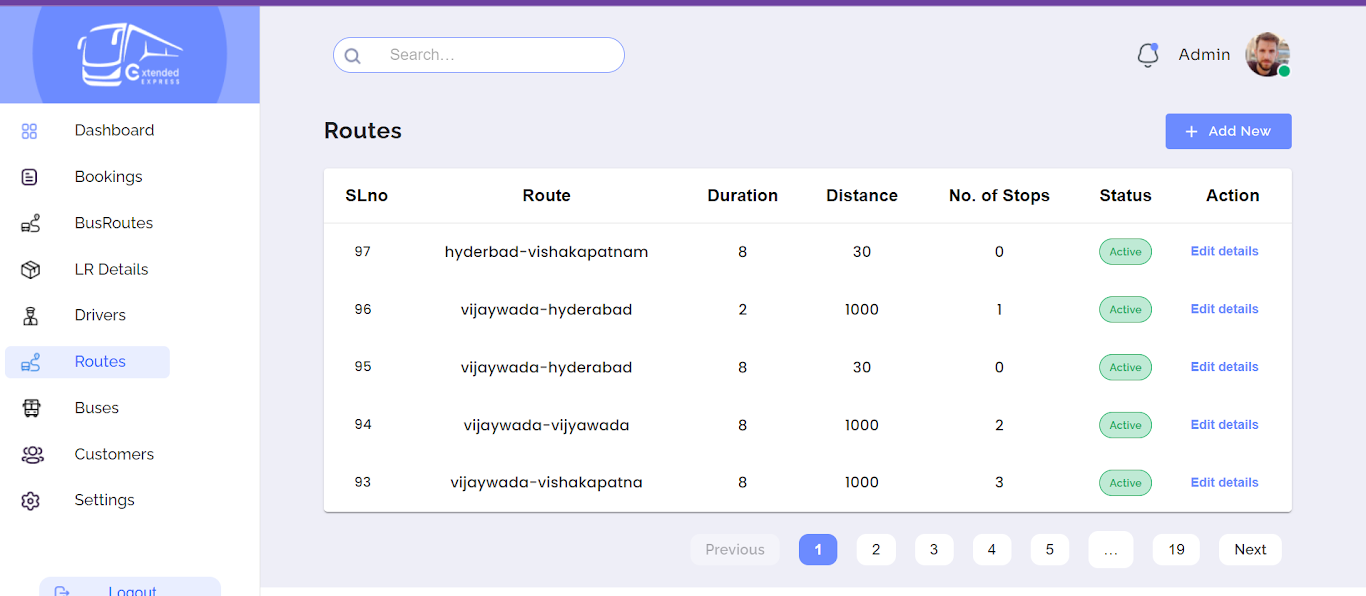 Extended
EXPRESS
Search...
Admin
Dashboard
Bookings
BusRoutes
LR Details
Drivers
Routes
Buses
Customers
Settings
Logout
Routes
+ Add New
SLno Route Duration Distance No. of Stops Status Action
97 hyderbad-vishakapatnam 8 30 0 Active Edit details
96 vijaywada-hyderabad 2 1000 1 Active Edit details
95 vijaywada-hyderabad 8 30 0 Active Edit details
94 vijaywada-vijyawada 8 1000 2 Active Edit details
93 vijaywada-vishakapatna 8 1000 3 Active Edit details
Previous 1 2 3 4 5 ... 19 Next